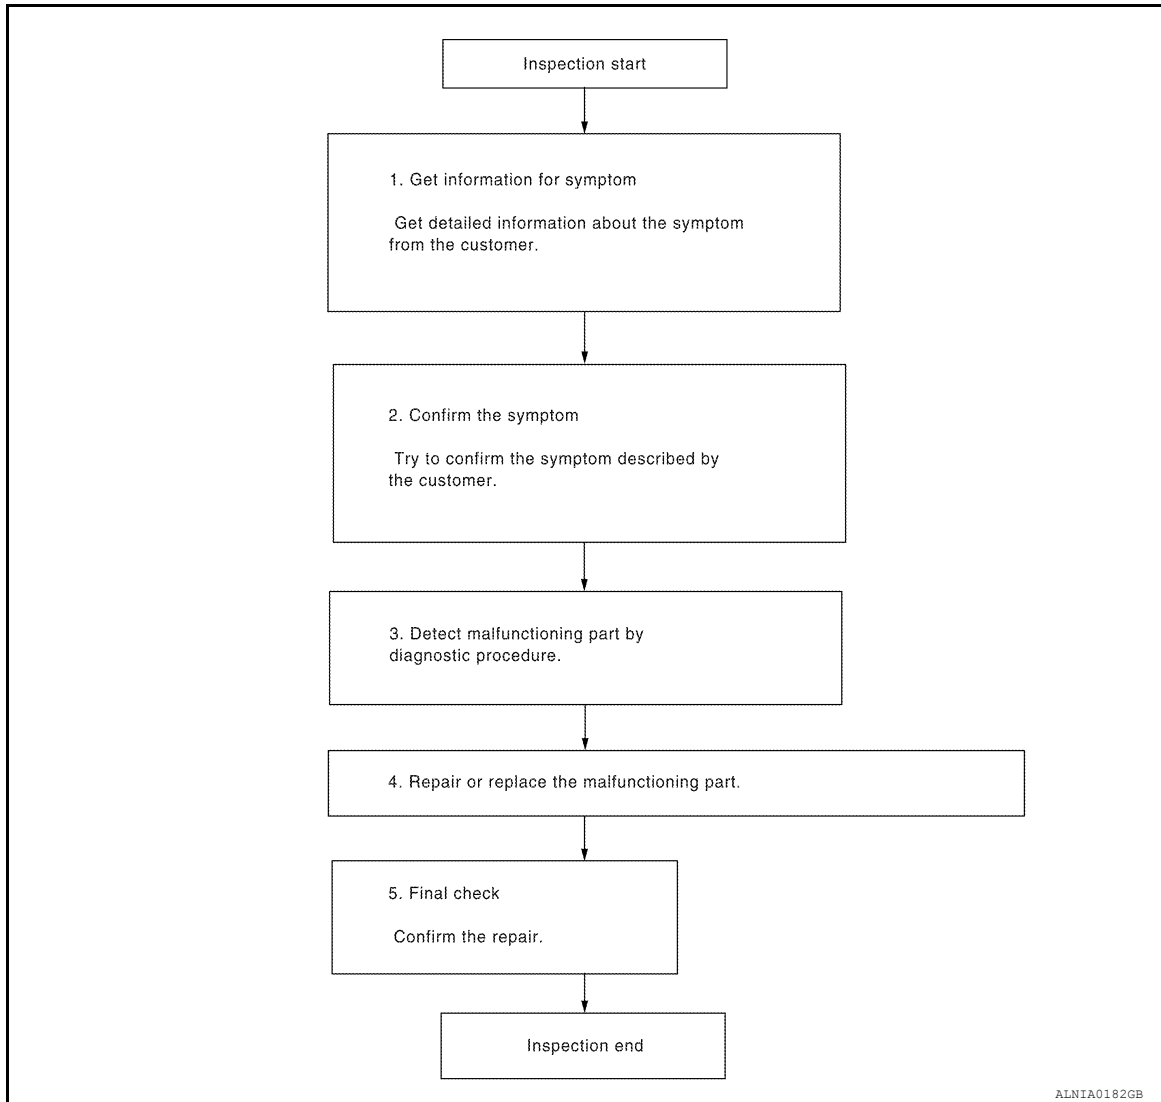 Inspection start
1. Get information for symptom
Get detailed information about the symptom
from the customer.
2. Confirm the symptom
Try to confirm the symptom described by
the customer.
3. Detect malfunctioning part by
diagnostic procedure.
4. Repair or replace the malfunctioning part.
5. Final check
Confirm the repair.
Inspection end
ALNIA0182GB